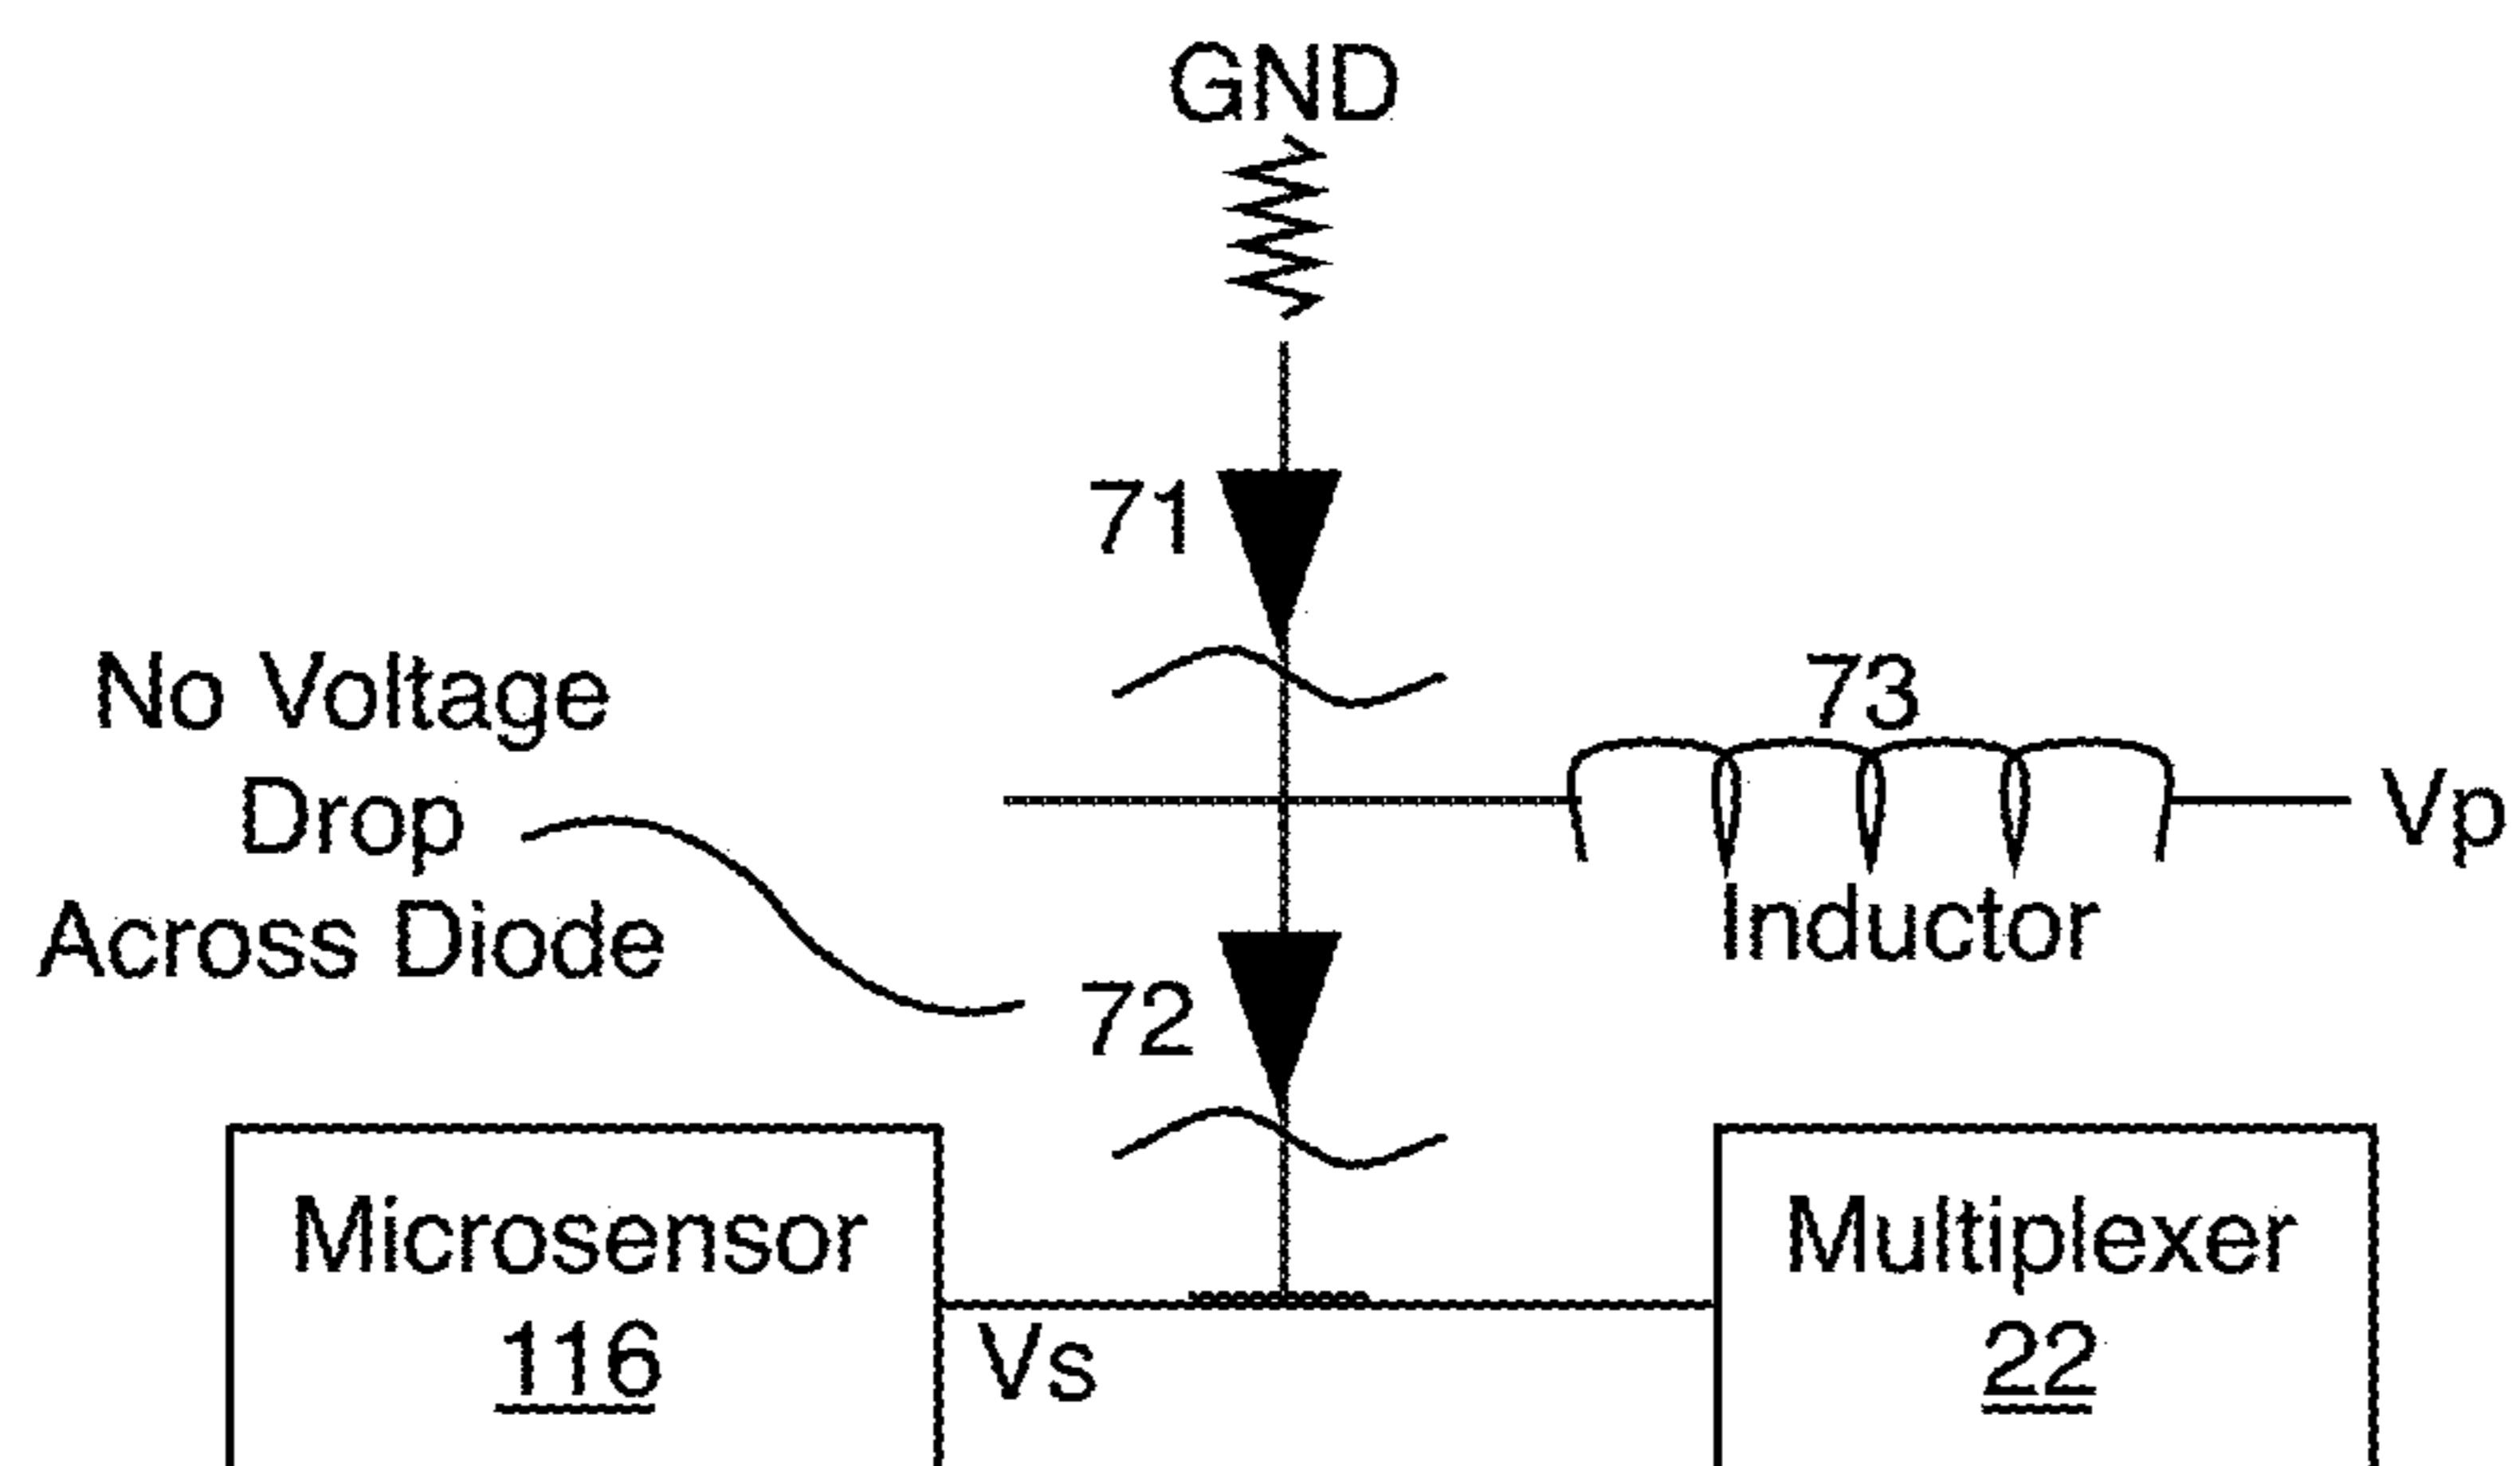 GND
71
No Voltage
Drop
Across Diode
73
Vp
Inductor
72
Microsensor
116
Vs
Multiplexer
22